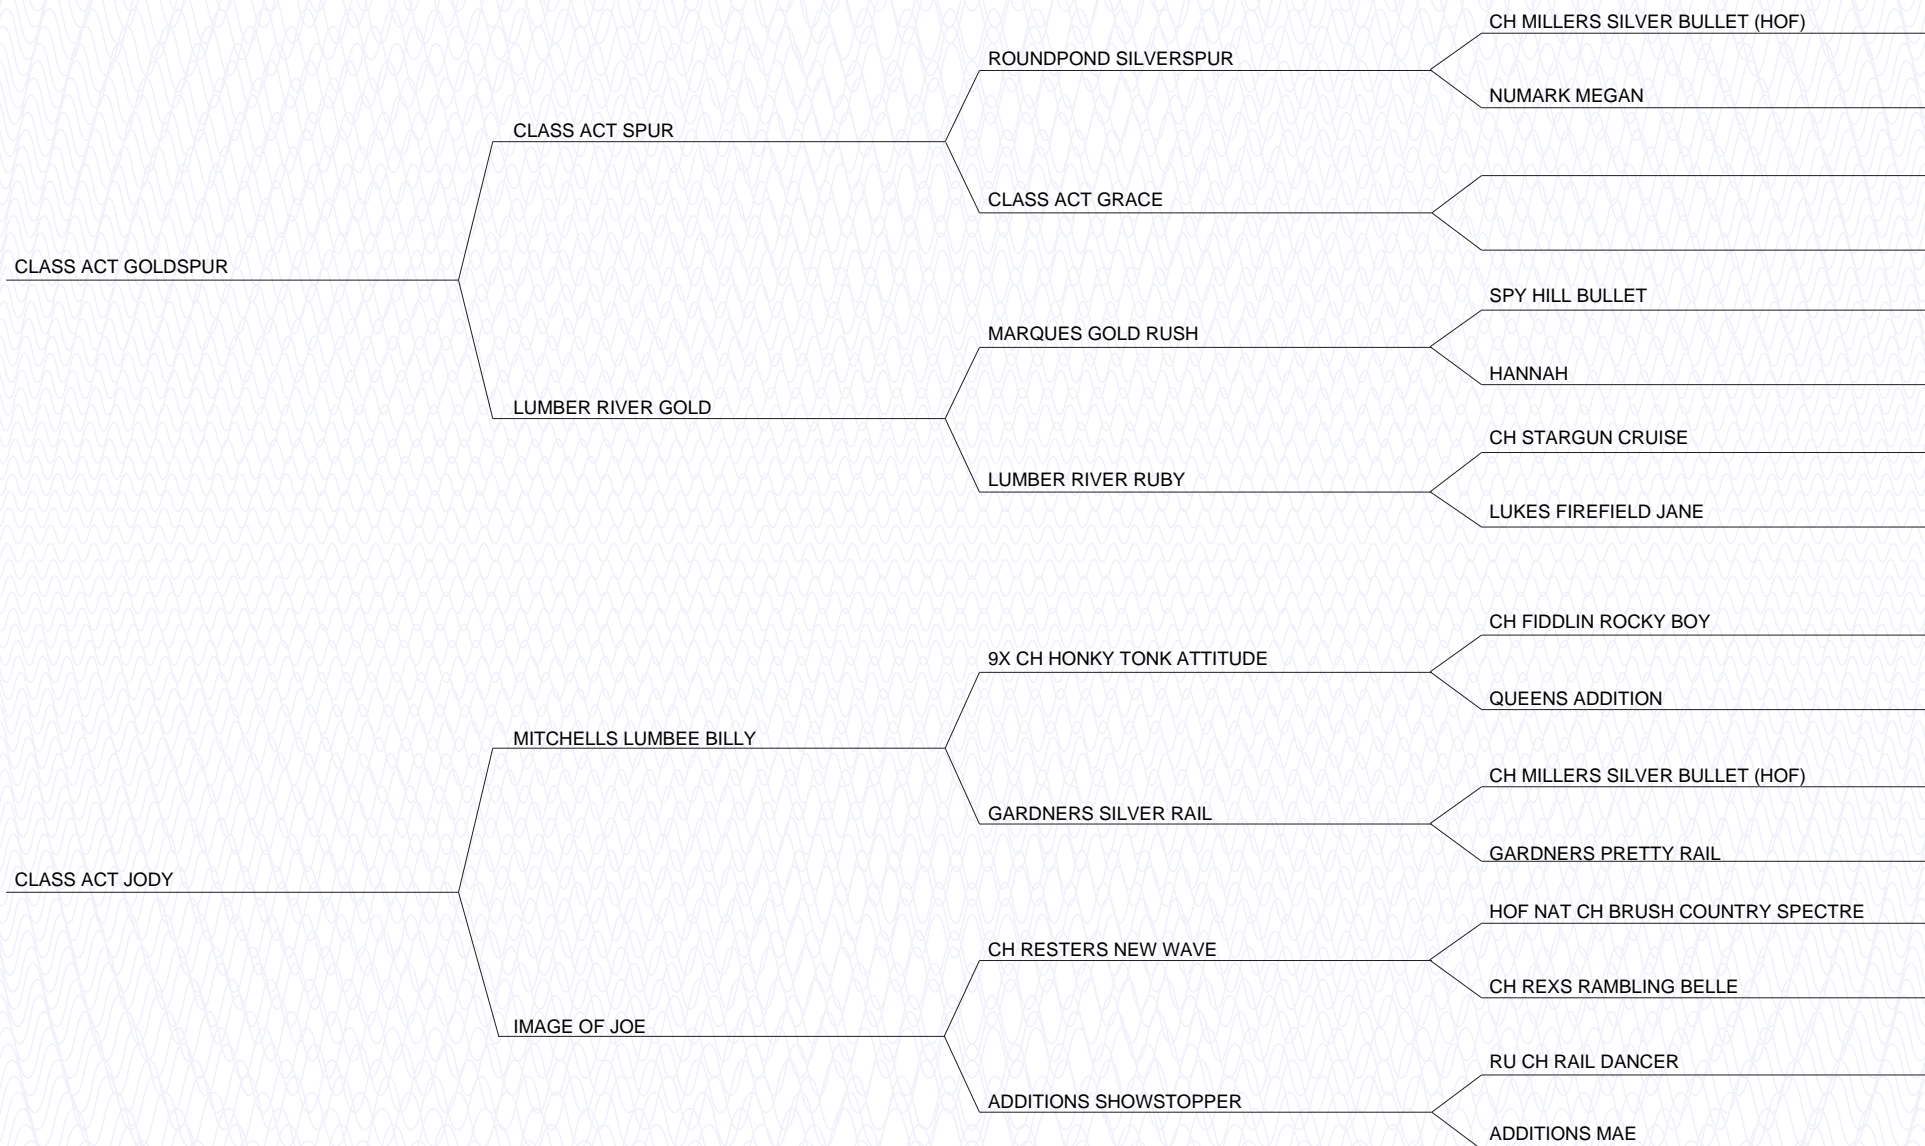 CH MILLERS SILVER BULLET (HOF)
ROUNDPOND SILVERSPUR
NUMARK MEGAN
CLASS ACT SPUR
CLASS ACT GRACE
CLASS ACT GOLDSPUR
SPY HILL BULLET
MARQUES GOLD RUSH
HANNAH
LUMBER RIVER GOLD
CH STARGUN CRUISE
LUMBER RIVER RUBY
LUKES FIREFIELD JANE
CH FIDDLIN ROCKY BOY
9X CH HONKY TONK ATTITUDE
QUEENS ADDITION
MITCHELLS LUMBEE BILLY
CH MILLERS SILVER BULLET (HOF)
GARDNERS SILVER RAIL
GARDNERS PRETTY RAIL
CLASS ACT JODY
HOF NAT CH BRUSH COUNTRY SPECTRE
CH RESTERS NEW WAVE
CH REXS RAMBLING BELLE
IMAGE OF JOE
RU CH RAIL DANCER
ADDITIONS SHOWSTOPPER
ADDITIONS MAE